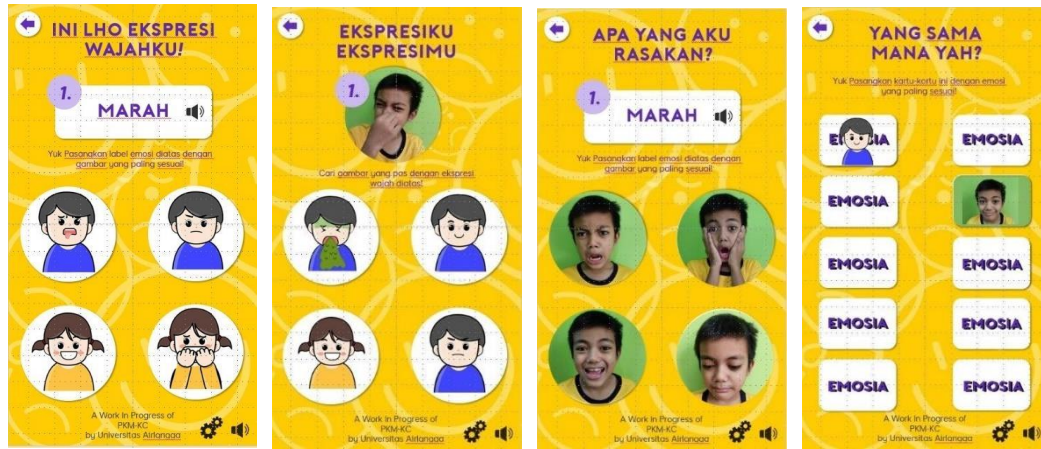 INI LHO EKSPRESI
WAJAHKU!
1.
MARAH
Yuk Pasangkan label emosi diatas dengan
gambar yang paling sesuai!
A Work In Progress of
PKM-KC
by Universitas Airlangga
EKSPRESIKU
EKSPRESIMU
1.
Cari gambar yang pas dengan ekspresi
wajah diatas!
A Work In Progress of
PKM-KC
by Universitas Airlangga
APA YANG AKU
RASAKAN?
1.
MARAH
Yuk Pasangkan label emosi diatas dengan
gambar yang paling sesuai!
A Work In Progress of
PKM-KC
by Universitas Airlangga
YANG SAMA
MANA YAH?
Yuk Pasangkan kartu-kartu ini dengan emosi
yang paling sesuai!
EMOSIA
EMOSIA
EMOSIA
EMOSIA
EMOSIA
EMOSIA
EMOSIA
EMOSIA
EMOSIA
A Work In Progress of
PKM-KC
by Universitas Airlangga